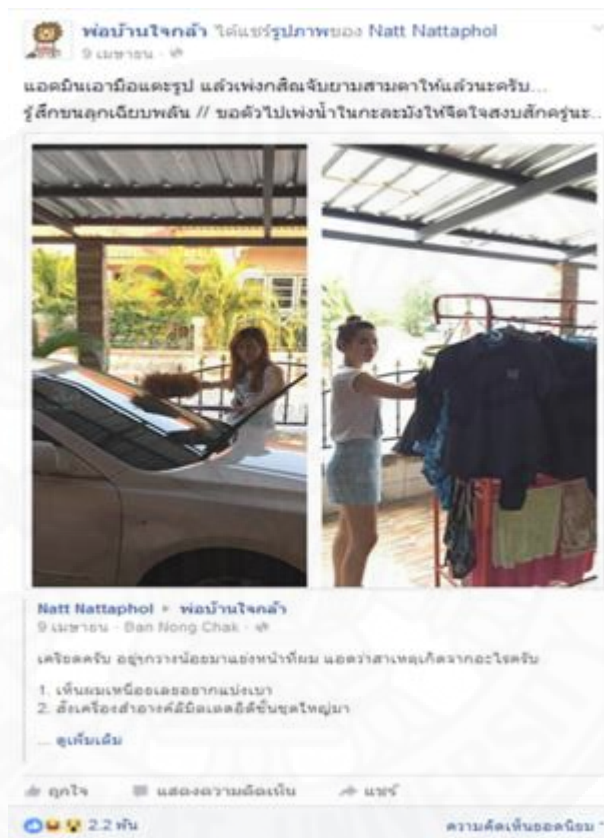 พ่อบ้านใจกล้า ได้แชร์รูปภาพของ Natt Nattaphol
9 เมษายน
แอดมินเอามือแตะรูป แล้วเพ่งกสิณจับยามสามตาให้แล้วนะครับ...
รู้สึกขนลุกเฉียบพลัน // ขอตัวไปเพ่งน้ำในกะละมังให้จิตใจสงบสักครู่นะ..
Natt Nattaphol ▸ พ่อบ้านใจกล้า
9 เมษายน · Ban Nong Chak
เครียดครับ อยู่ๆกวางน้อยมาแย่งหน้าที่ผม แอดว่าสาเหตุเกิดจากอะไรครับ
1. เห็นผมเหนื่อยเลยอยากแบ่งเบา
2. สั่งเครื่องสำอางค์ลิมิตเตดอิดิชั่นชุดใหญ่มา
... ดูเพิ่มเติม
ถูกใจ แสดงความคิดเห็น แชร์
2.2 พัน ความคิดเห็นยอดนิยม